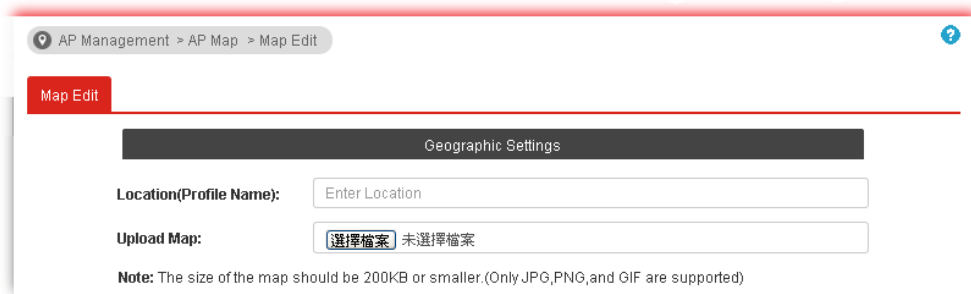 AP Management > AP Map > Map Edit
?
Map Edit
Geographic Settings
Location(Profile Name): Enter Location
Upload Map: 選擇檔案 未選擇檔案
Note: The size of the map should be 200KB or smaller.(Only JPG,PNG,and GIF are supported)